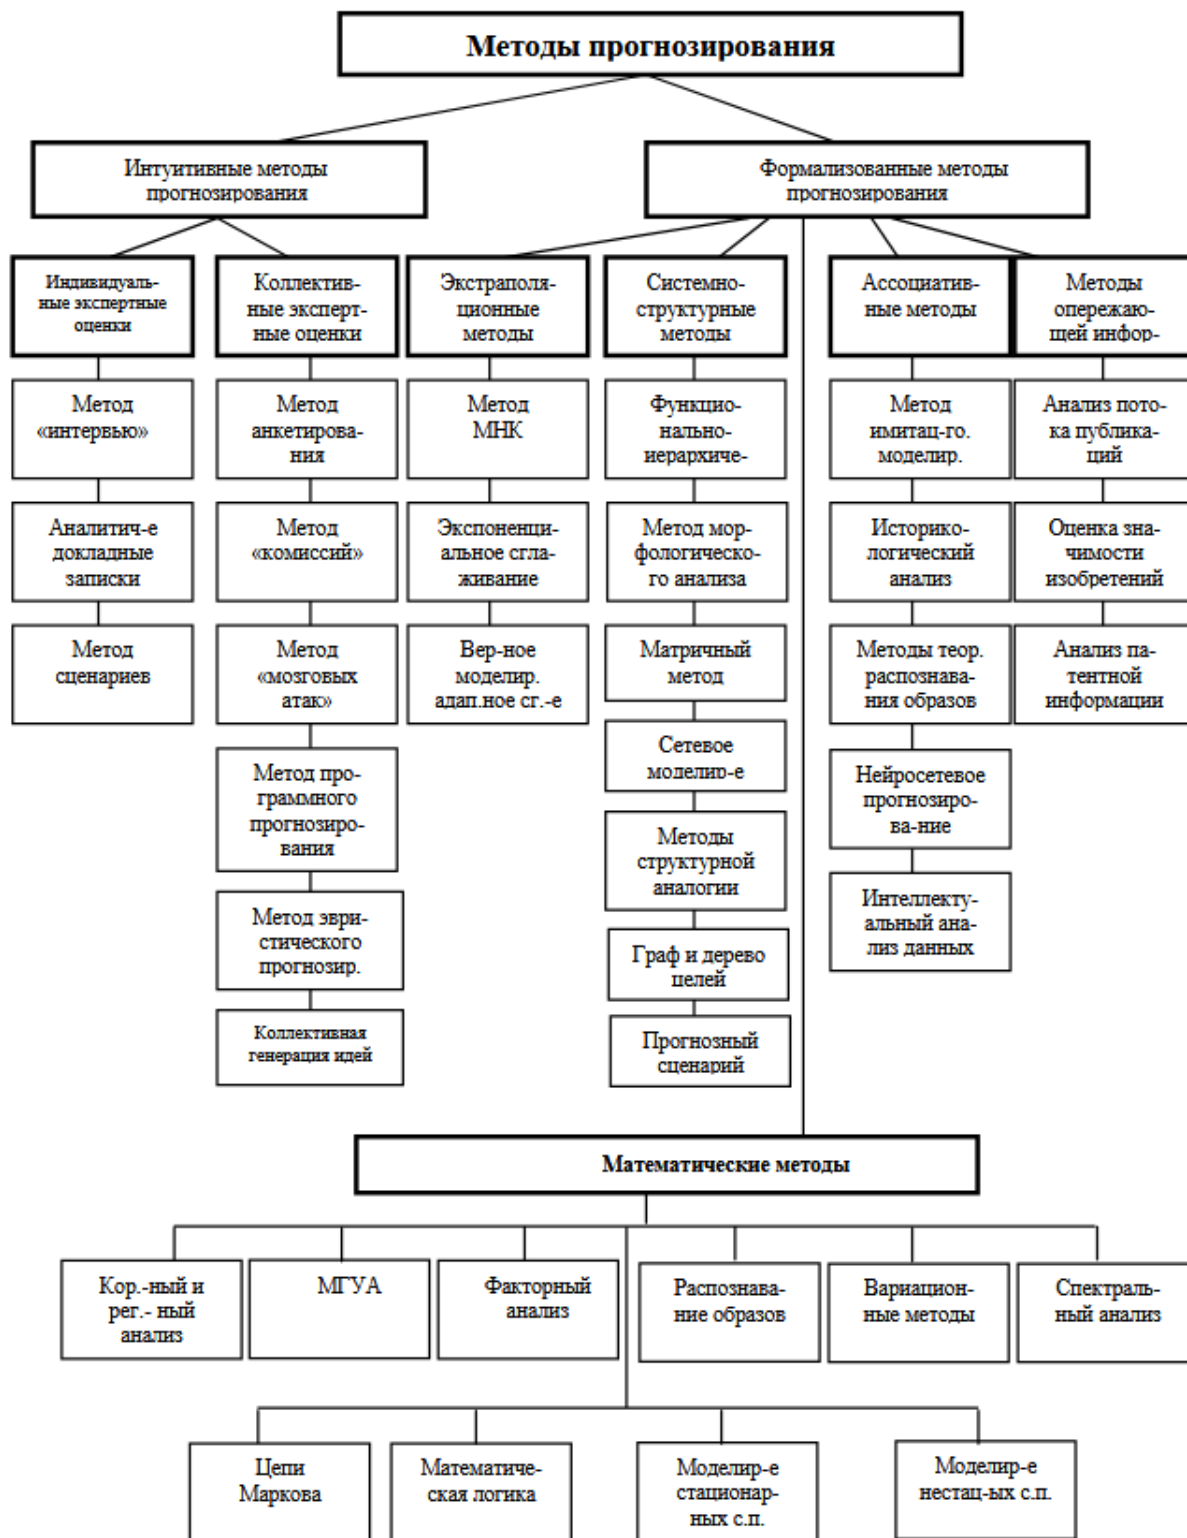 Методы прогнозирования
Интуитивные методы
прогнозирования
Формализованные методы
прогнозирования
Индивидуаль-
ные экспертные
оценки
Коллектив-
ные эксперт-
ные оценки
Экстраполя-
ционные
методы
Системно-
структурные
методы
Ассоциатив-
ные методы
Методы
опережаю-
щей инфор-
Метод
«интервью»
Метод
анкетирова-
ния
Метод
МНК
Функцио-
нально-
иерархиче-
Метод
имитац-го.
моделир.
Анализ пото-
ка публика-
ций
Аналитич-е
докладные
записки
Метод
«комиссий»
Экспоненци-
альное сгла-
живание
Метод мор-
фологическо-
го анализа
Историко-
логический
анализ
Оценка зна-
чимости
изобретений
Метод
сценариев
Метод
«мозговых
атак»
Вер-ное
моделир.
адап.ное сг.-е
Матричный
метод
Методы теор.
распознава-
ния образов
Анализ па-
тентной
информации
Метод про-
граммного
прогнозиро-
вания
Сетевое
моделир-е
Нейросетевое
прогнозиро-
ва-ние
Методы
структурной
аналогии
Метод эври-
стического
прогнозир.
Интеллекту-
альный ана-
лиз данных
Граф и дерево
целей
Коллективная
генерация идей
Прогнозный
сценарий
Математические методы
Кор.-ный и
рег.- ный
анализ
МГУА
Факторный
анализ
Распознава-
ние образов
Вариацион-
ные методы
Спектраль-
ный анализ
Цепи
Маркова
Математиче-
ская логика
Моделир-е
стационар-
ных с.п.
Моделир-е
нестац-ых с.п.